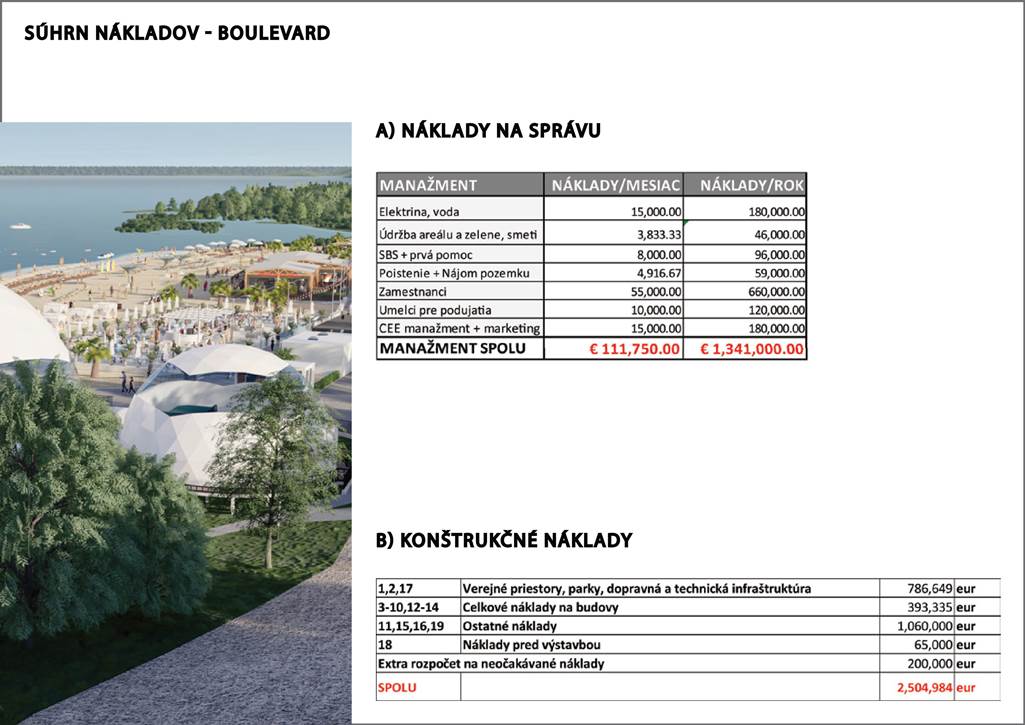 SÚHRN NÁKLADOV - BOULEVARD
A) NÁKLADY NA SPRÁVU
MANAŽMENT NÁKLADY/MESIAC NÁKLADY/ROK
Elektrina, voda 15,000.00 180,000.00
Údržba areálu a zelene, smeti 3,833.33 46,000.00
SBS + prvá pomoc 8,000.00 96,000.00
Poistenie + Nájom pozemku 4,916.67 59,000.00
Zamestnanci 55,000.00 660,000.00
Umelci pre podujatia 10,000.00 120,000.00
CEE manažment + marketing 15,000.00 180,000.00
MANAŽMENT SPOLU € 111,750.00 € 1,341,000.00
B) KONŠTRUKČNÉ NÁKLADY
1,2,17 Verejné priestory, parky, dopravná a technická infraštruktúra 786,649 eur
3-10,12-14 Celkové náklady na budovy 393,335 eur
11,15,16,19 Ostatné náklady 1,060,000 eur
18 Náklady pred výstavbou 65,000 eur
Extra rozpočet na neočakávané náklady 200,000 eur
SPOLU 2,504,984 eur